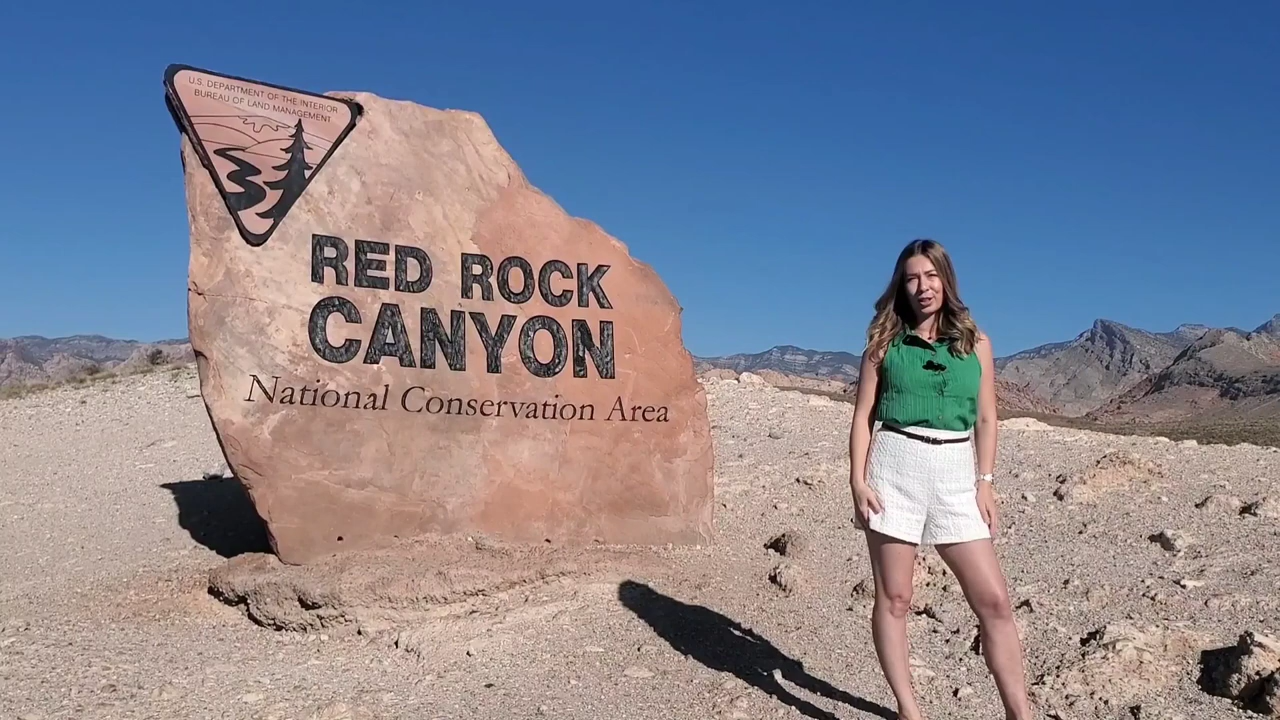 U.S. DEPARTMENT OF THE INTERIOR
BUREAU OF LAND MANAGEMENT
RED ROCK
CANYON
National Conservation Area